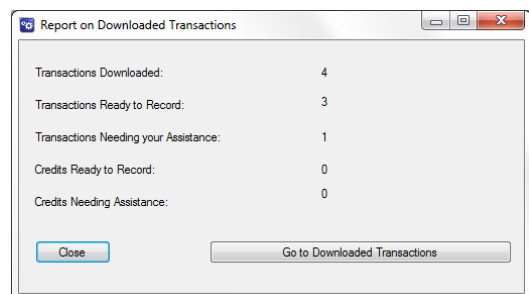 Report on Downloaded Transactions
Transactions Downloaded: 4
Transactions Ready to Record: 3
Transactions Needing your Assistance: 1
Credits Ready to Record: 0
Credits Needing Assistance: 0
Close Go to Downloaded Transactions